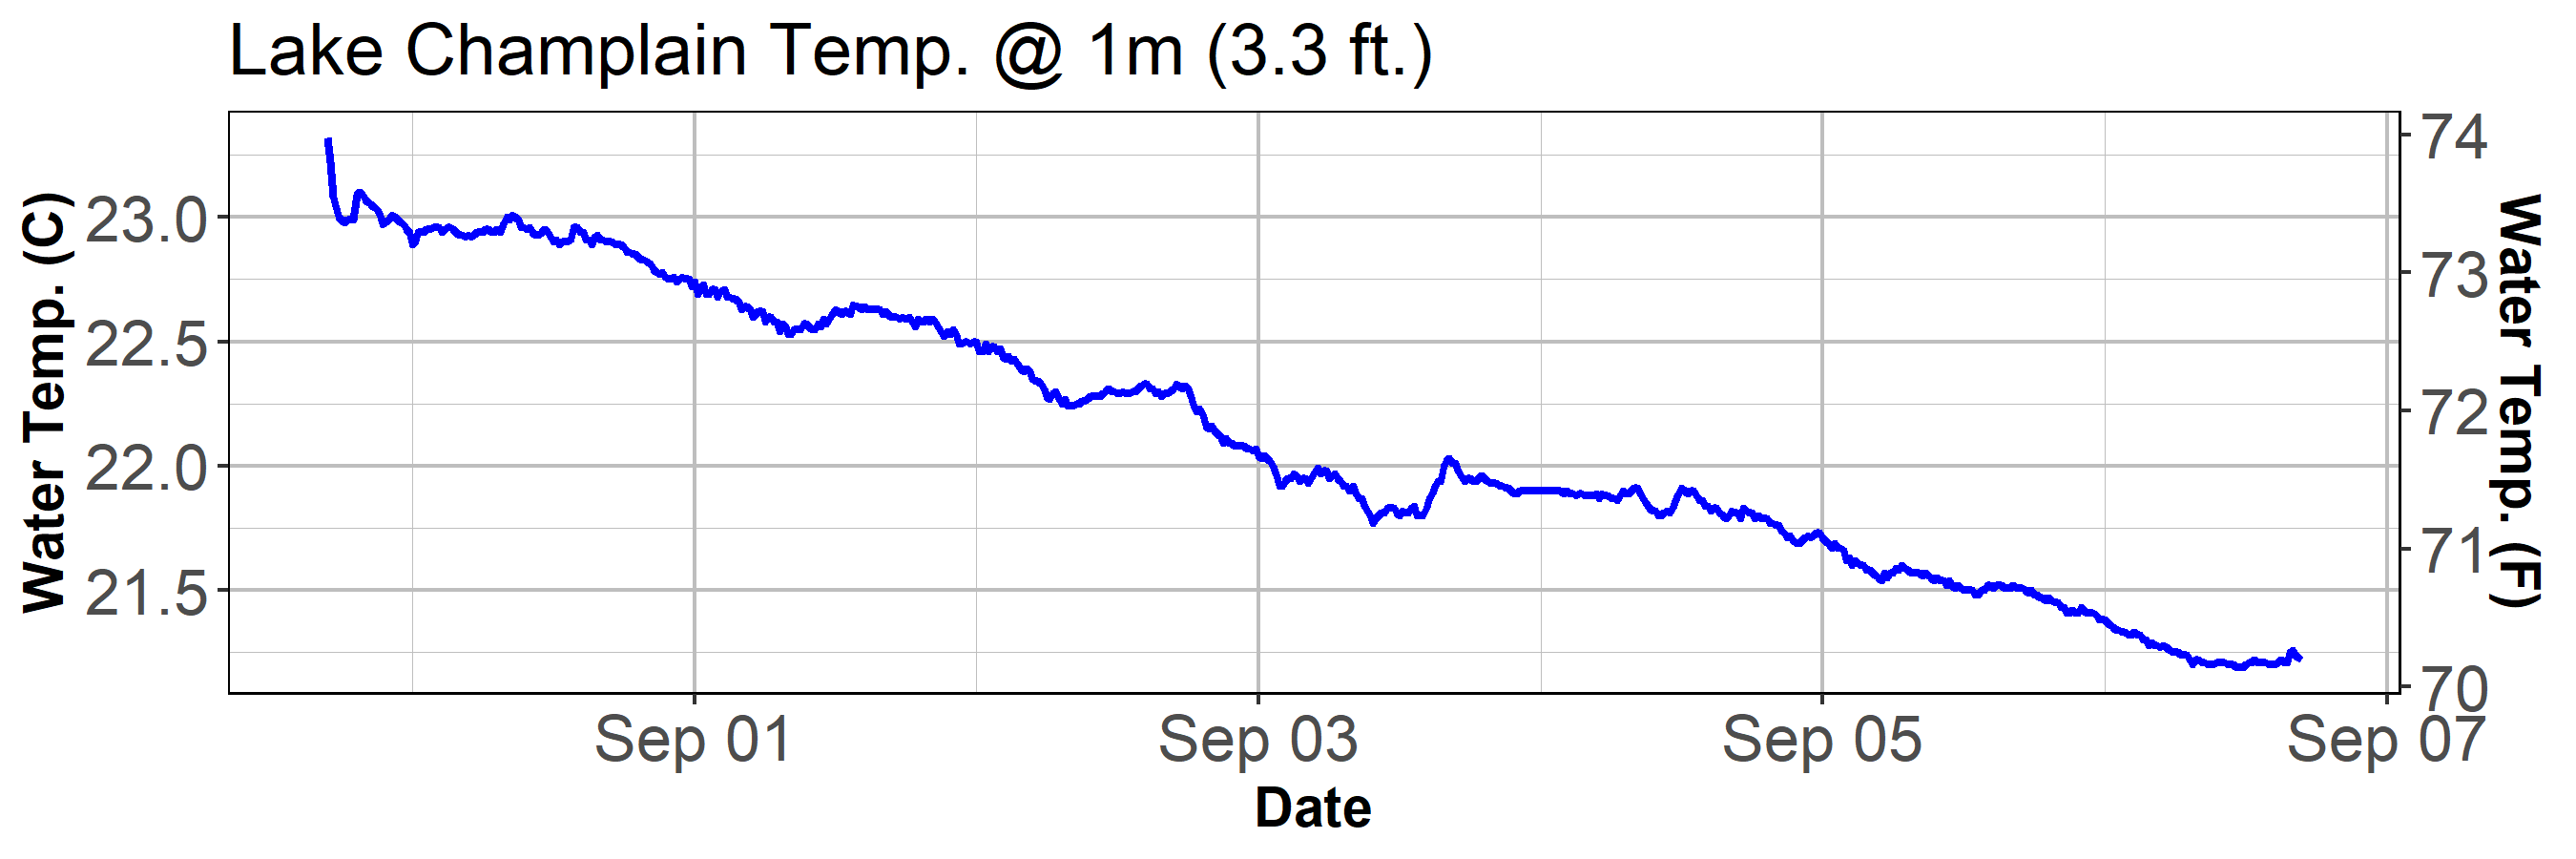 Lake Champlain Temp. @ 1m (3.3 ft.)
Water Temp. (C)
23.0
22.5
22.0
21.5
74
73
72
71
70
Water Temp. (F)
Sep 01
Sep 03
Sep 05
Sep 07
Date